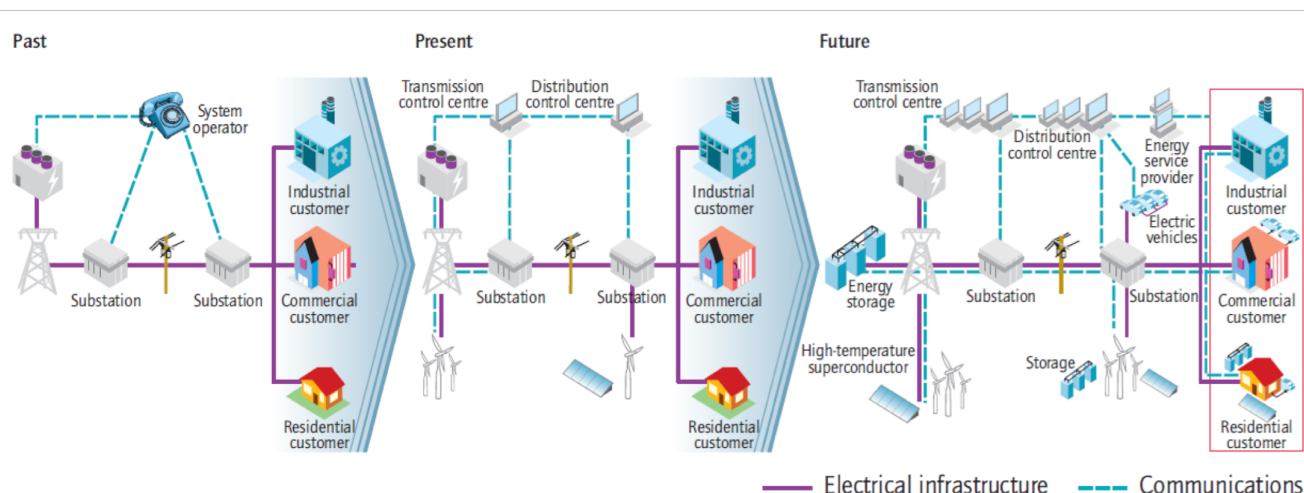 Past
System
operator
Substation
Substation
Industrial
customer
Commercial
customer
Residential
customer
Present
Transmission
control centre
Distribution
control centre
Substation
Substation
Industrial
customer
Commercial
customer
Residential
customer
Future
Transmission
control centre
Distribution
control centre
Energy
service
provider
Electric
vehicles
Energy
storage
Substation
Substation
High-temperature
superconductor
Storage
Industrial
customer
Commercial
customer
Residential
customer
Electrical infrastructure
Communications